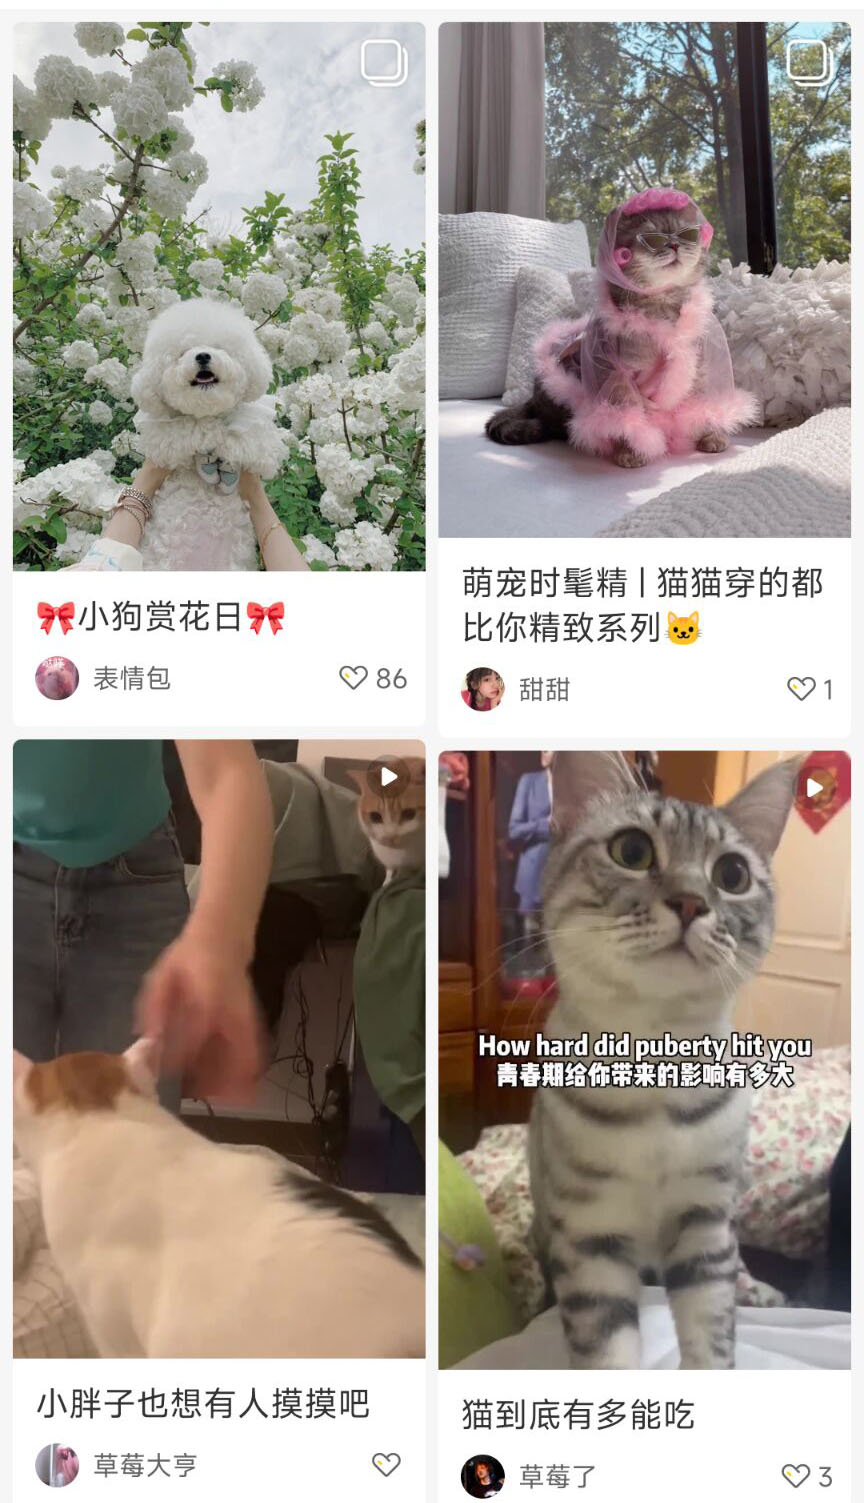 🎀小狗赏花日🎀
表情包
86
萌宠时髦精 | 猫猫穿的都
比你精致系列🐱
甜甜
1
How hard did puberty hit you
青春期给你带来的影响有多大
小胖子也想有人摸摸吧
草莓大亨
猫到底有多能吃
草莓了
3